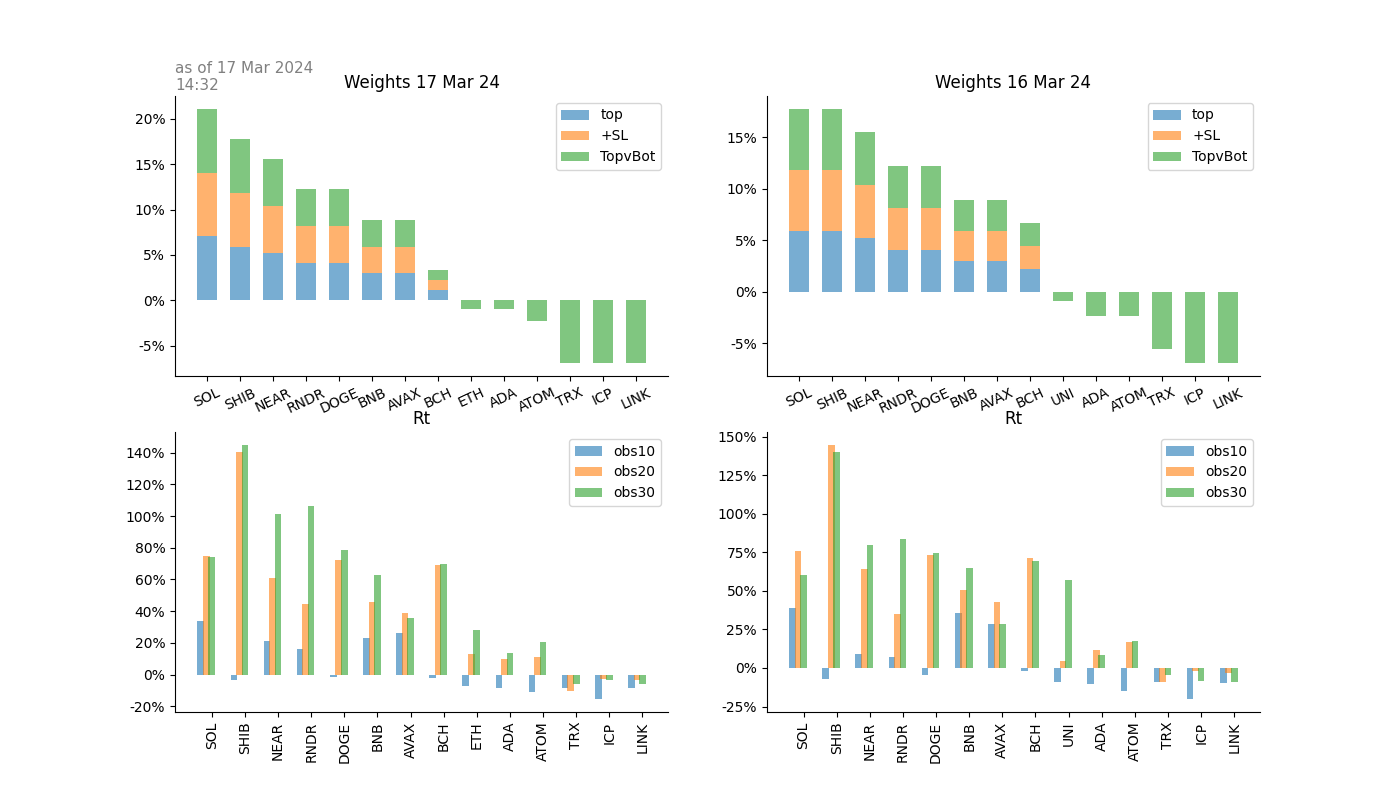 as of 17 Mar 2024
14:32
Weights 17 Mar 24
20%
15%
10%
5%
0%
-5%
top
+SL
TopvBot
SOL SHIB NEAR RNDR DOGE BNB AVAX BCH ETH ADA ATOM TRX ICP LINK
Weights 16 Mar 24
15%
10%
5%
0%
-5%
top
+SL
TopvBot
SOL SHIB NEAR RNDR DOGE BNB AVAX BCH UNI ADA ATOM TRX ICP LINK
Rt
140%
120%
100%
80%
60%
40%
20%
0%
-20%
obs10
obs20
obs30
SOL SHIB NEAR RNDR DOGE BNB AVAX BCH ETH ADA ATOM TRX ICP LINK
Rt
150%
125%
100%
75%
50%
25%
0%
-25%
obs10
obs20
obs30
SOL SHIB NEAR RNDR DOGE BNB AVAX BCH UNI ADA ATOM TRX ICP LINK